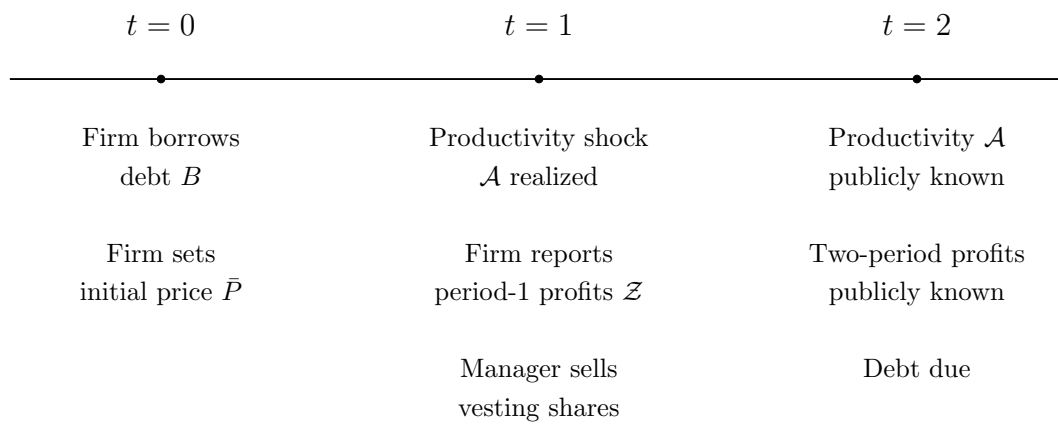 t = 0
t = 1
t = 2
Firm borrows
debt B
Firm sets
initial price P̄
Productivity shock
𝒜 realized
Firm reports
period-1 profits 𝒵
Manager sells
vesting shares
Productivity 𝒜
publicly known
Two-period profits
publicly known
Debt due